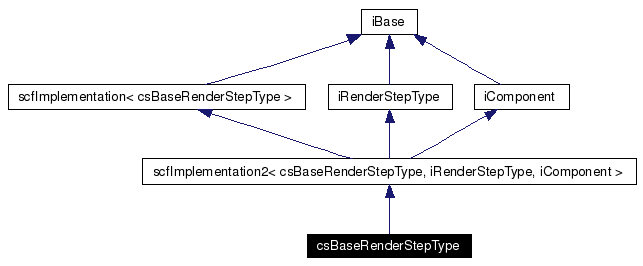 iBase
scfImplementation< csBaseRenderStepType >
iRenderStepType
iComponent
scfImplementation2< csBaseRenderStepType, iRenderStepType, iComponent >
csBaseRenderStepType